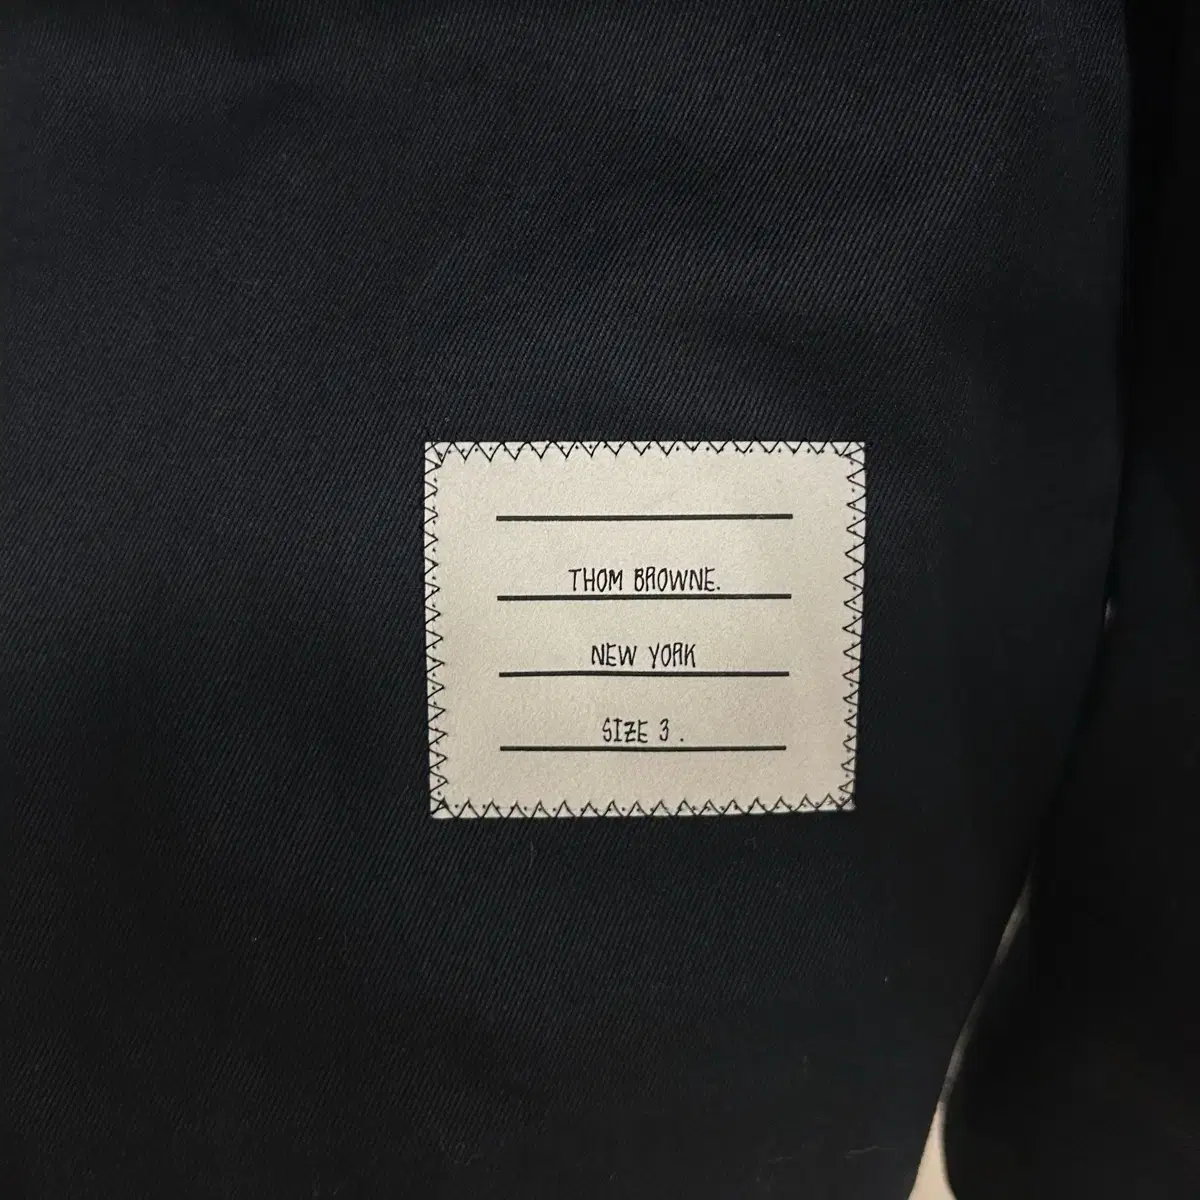 THOM BROWNE.
NEW YORK
SIZE 3 .